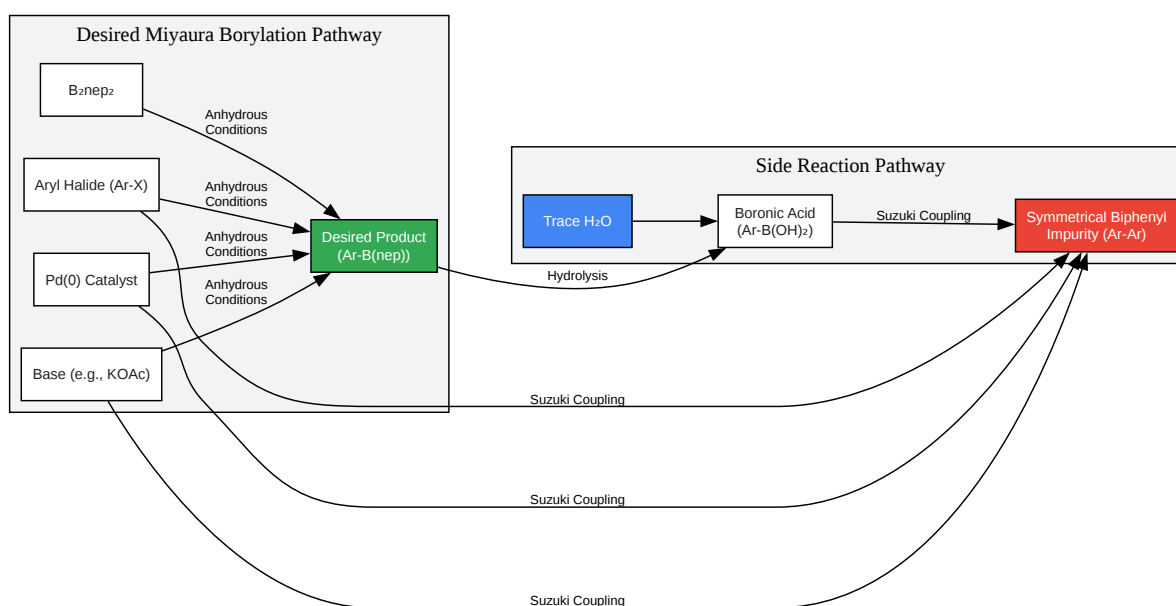 Desired Miyaura Borylation Pathway
B₂nep₂
Anhydrous
Conditions
Aryl Halide (Ar-X)
Anhydrous
Conditions
Pd(0) Catalyst
Anhydrous
Conditions
Base (e.g., KOAc)
Anhydrous
Conditions
Desired Product
(Ar-B(nep))
Hydrolysis
Side Reaction Pathway
Trace H₂O
Boronic Acid
(Ar-B(OH)₂)
Suzuki Coupling
Symmetrical Biphenyl
Impurity (Ar-Ar)
Suzuki Coupling
Suzuki Coupling
Suzuki Coupling